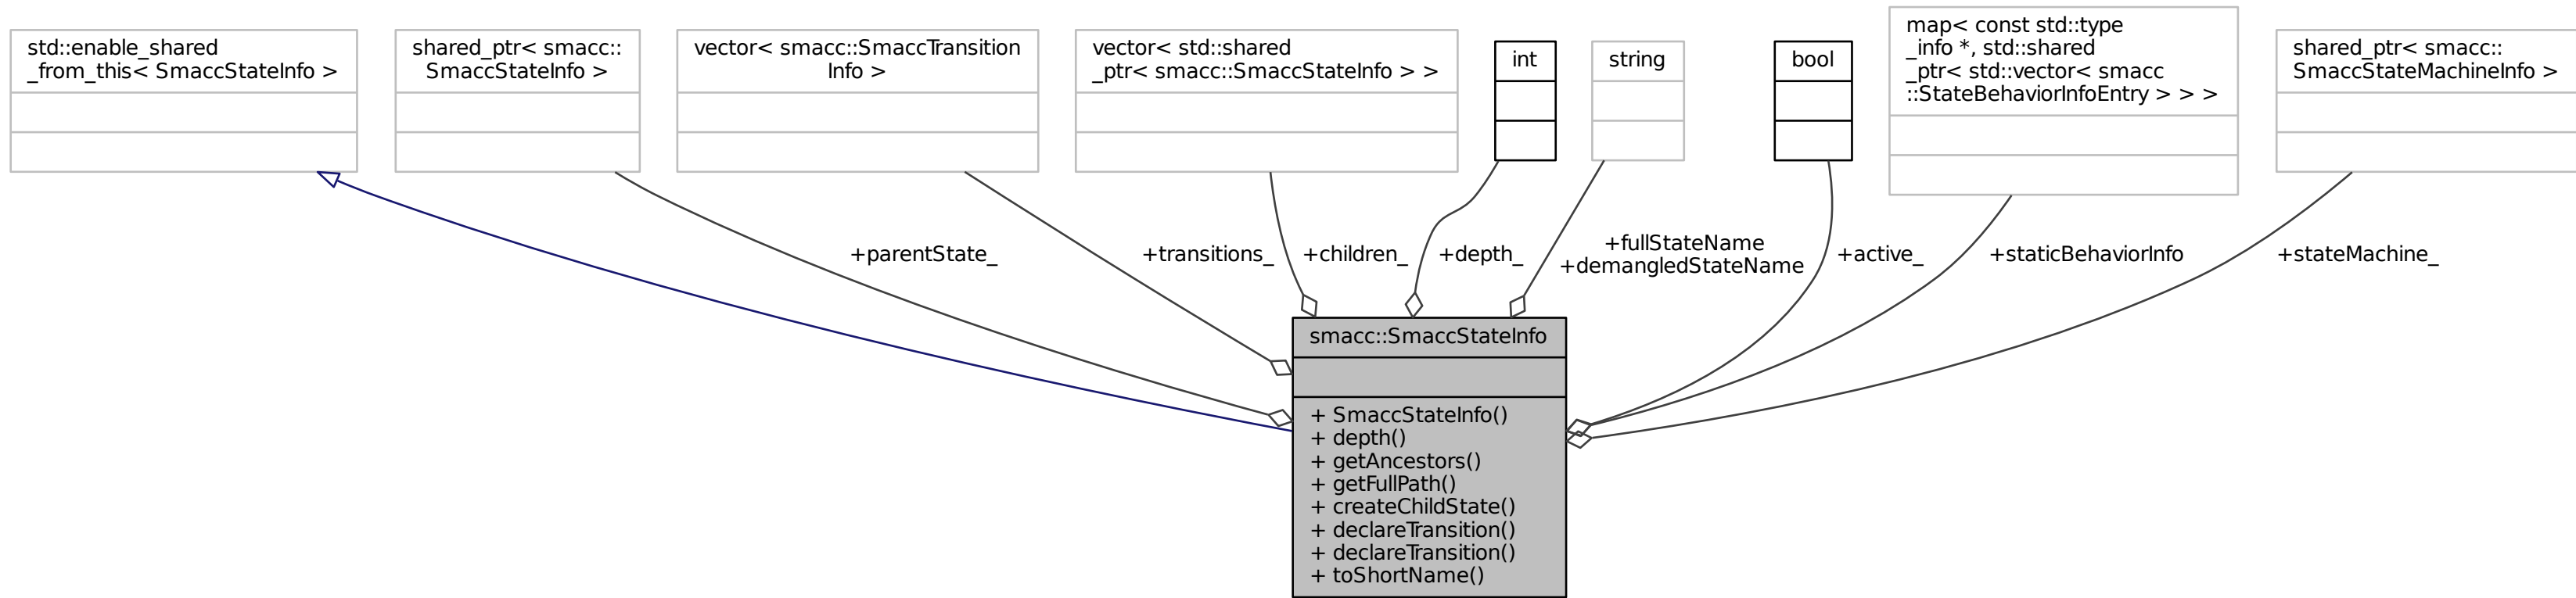 std::enable_shared
_from_this< SmaccStateInfo >
shared_ptr< smacc::
SmaccStateInfo >
vector< smacc::SmaccTransition
Info >
vector< std::shared
_ptr< smacc::SmaccStateInfo > >
int
string
bool
map< const std::type
_info *, std::shared
_ptr< std::vector< smacc
::StateBehaviorInfoEntry > > >
shared_ptr< smacc::
SmaccStateMachineInfo >
+parentState_
+transitions_
+children_
+depth_
+fullStateName
+demangledStateName
+active_
+staticBehaviorInfo
+stateMachine_
smacc::SmaccStateInfo
+ SmaccStateInfo()
+ depth()
+ getAncestors()
+ getFullPath()
+ createChildState()
+ declareTransition()
+ declareTransition()
+ toShortName()